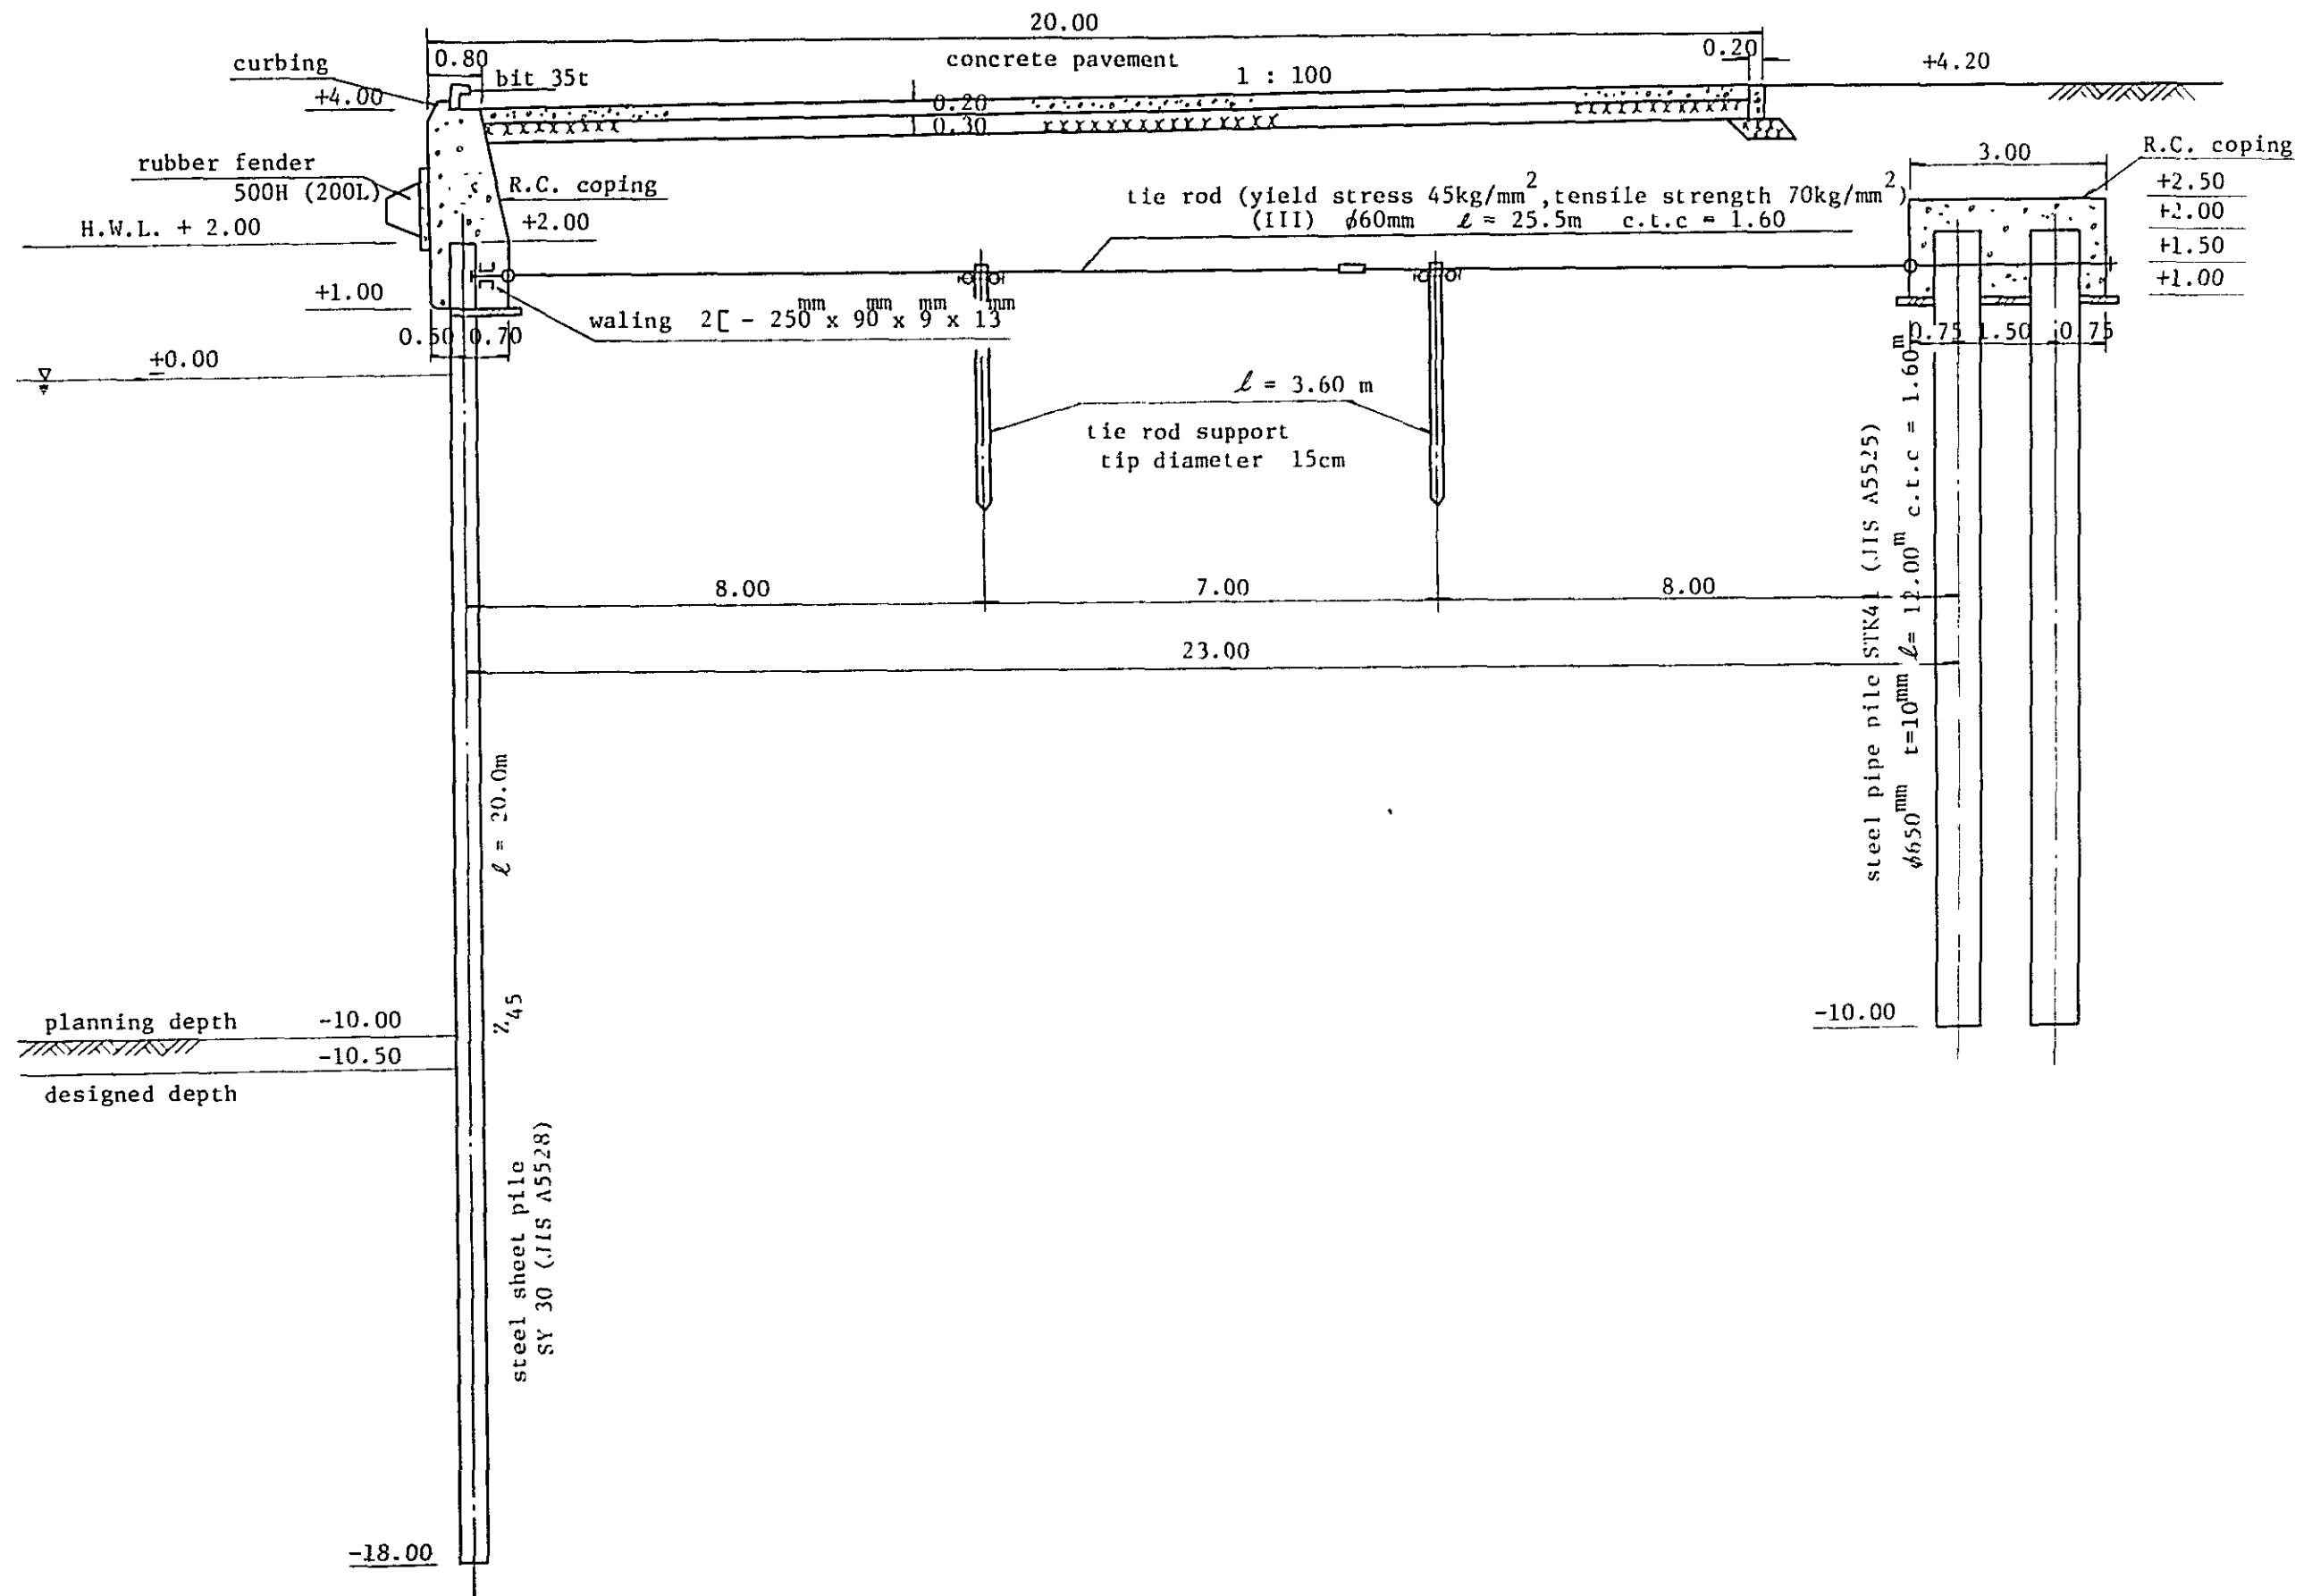 20.00
0.80
concrete pavement
0.20
curbing
bit 35t
1 : 100
+4.20
+4.00
0.20
0.30
rubber fender
500H (200L)
R.C. coping
3.00
R.C. coping
tie rod (yield stress 45kg/mm²,tensile strength 70kg/mm²)
(III) ϕ60mm ℓ = 25.5m c.t.c = 1.60
+2.50
+2.00
+1.50
+1.00
H.W.L. + 2.00
+2.00
+1.00
waling 2[ - 250mm x 90mm x 9mm x 13mm
0.50 0.70
0.75 1.50 0.75
±0.00
ℓ = 3.60 m
tie rod support
tip diameter 15cm
8.00
7.00
8.00
23.00
steel pipe pile STK41 (JIS A5525)
ϕ650mm t=10mm ℓ= 12.00m c.t.c = 1.60m
ℓ = 20.0m
Z45
planning depth -10.00
-10.50
designed depth
-10.00
steel sheet pile
SY 30 (JIS A5528)
-18.00